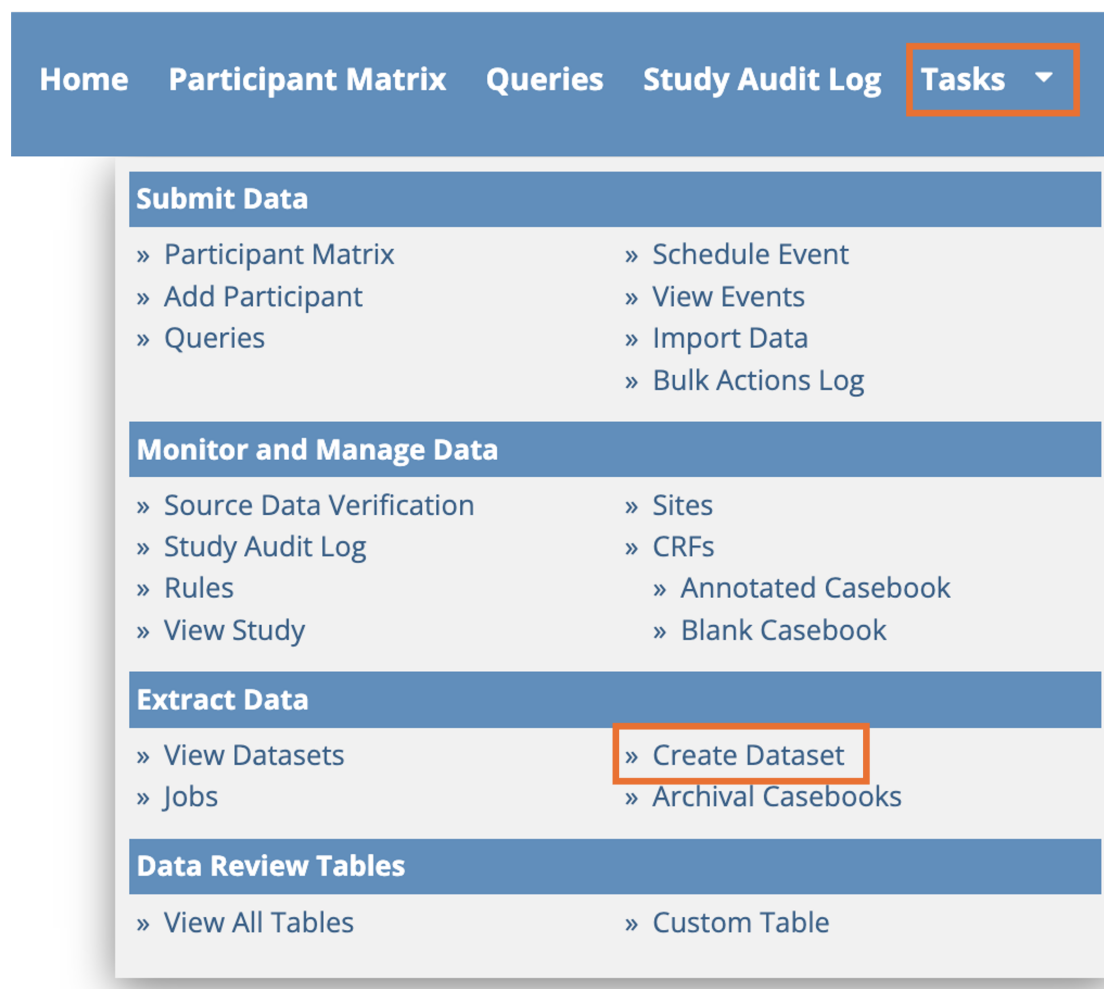 Home Participant Matrix Queries Study Audit Log Tasks
Submit Data
» Participant Matrix
» Add Participant
» Queries
» Schedule Event
» View Events
» Import Data
» Bulk Actions Log
Monitor and Manage Data
» Source Data Verification
» Study Audit Log
» Rules
» View Study
» Sites
» CRFs
» Annotated Casebook
» Blank Casebook
Extract Data
» View Datasets
» Jobs
» Create Dataset
» Archival Casebooks
Data Review Tables
» View All Tables
» Custom Table